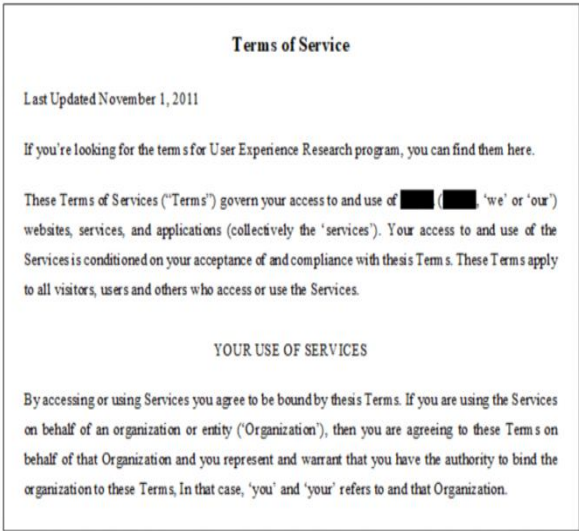 Terms of Service
Last Updated November 1, 2011
If you're looking for the terms for User Experience Research program, you can find them here.
These Terms of Services (“Terms”) govern your access to and use of (, ‘we’ or ‘our’)
websites, services, and applications (collectively the ‘services’). Your access to and use of the
Services is conditioned on your acceptance of and compliance with thesis Terms. These Terms apply
to all visitors, users and others who access or use the Services.
YOUR USE OF SERVICES
By accessing or using Services you agree to be bound by thesis Terms. If you are using the Services
on behalf of an organization or entity (‘Organization’), then you are agreeing to these Terms on
behalf of that Organization and you represent and warrant that you have the authority to bind the
organization to these Terms, In that case, ‘you’ and ‘your’ refers to and that Organization.